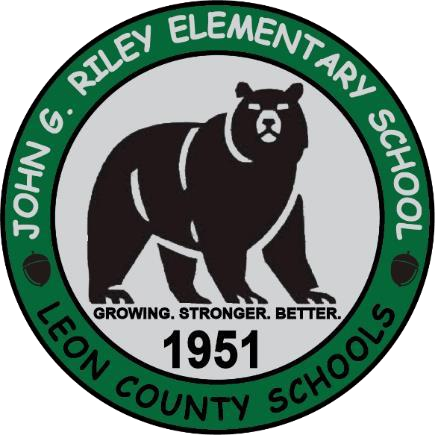 JOHN G. RILEY ELEMENTARY SCHOOL
GROWING. STRONGER. BETTER.
1951
LEON COUNTY SCHOOLS